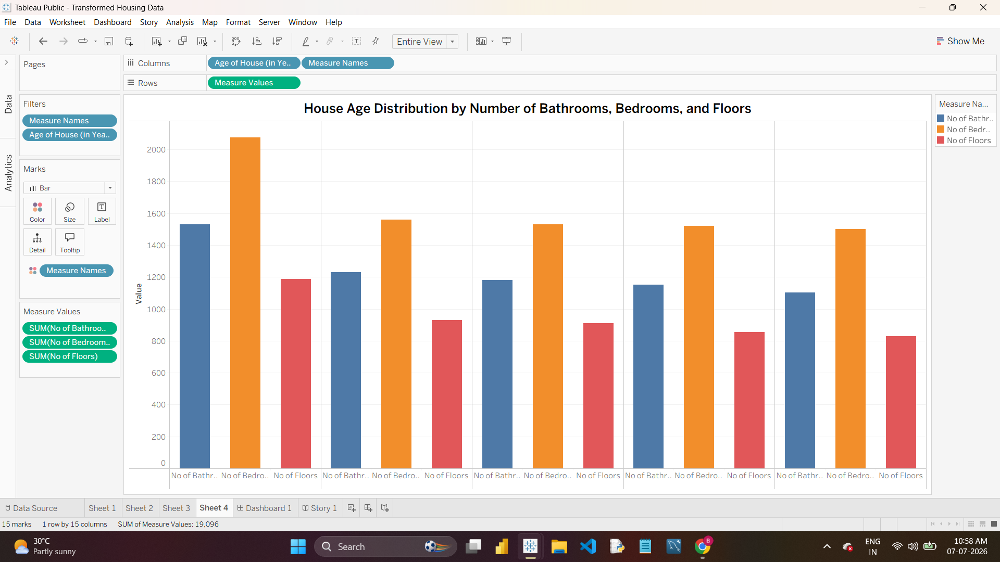 Tableau Public - Transformed Housing Data
File Data Worksheet Dashboard Story Analysis Map Format Server Window Help
Entire View
Show Me
Data
Analytics
Pages
Filters
Measure Names
Age of House (in Yea..
Marks
Bar
Color Size Label
Detail Tooltip
Measure Names
Measure Values
SUM(No of Bathroo..
SUM(No of Bedroom..
SUM(No of Floors)
Columns Age of House (in Ye.. Measure Names
Rows Measure Values
House Age Distribution by Number of Bathrooms, Bedrooms, and Floors
Value
2000
1800
1600
1400
1200
1000
800
600
400
200
0
No of Bathr.. No of Bedro.. No of Floors No of Bathr.. No of Bedro.. No of Floors No of Bathr.. No of Bedro.. No of Floors No of Bathr.. No of Bedro.. No of Floors No of Bathr.. No of Bedro.. No of Floors
Measure Na...
No of Bathr..
No of Bedr..
No of Floors
Data Source Sheet 1 Sheet 2 Sheet 3 Sheet 4 Dashboard 1 Story 1
15 marks 1 row by 15 columns SUM of Measure Values: 19,096
30°C
Partly sunny
Search
B
ENG
IN
10:58 AM
07-07-2026